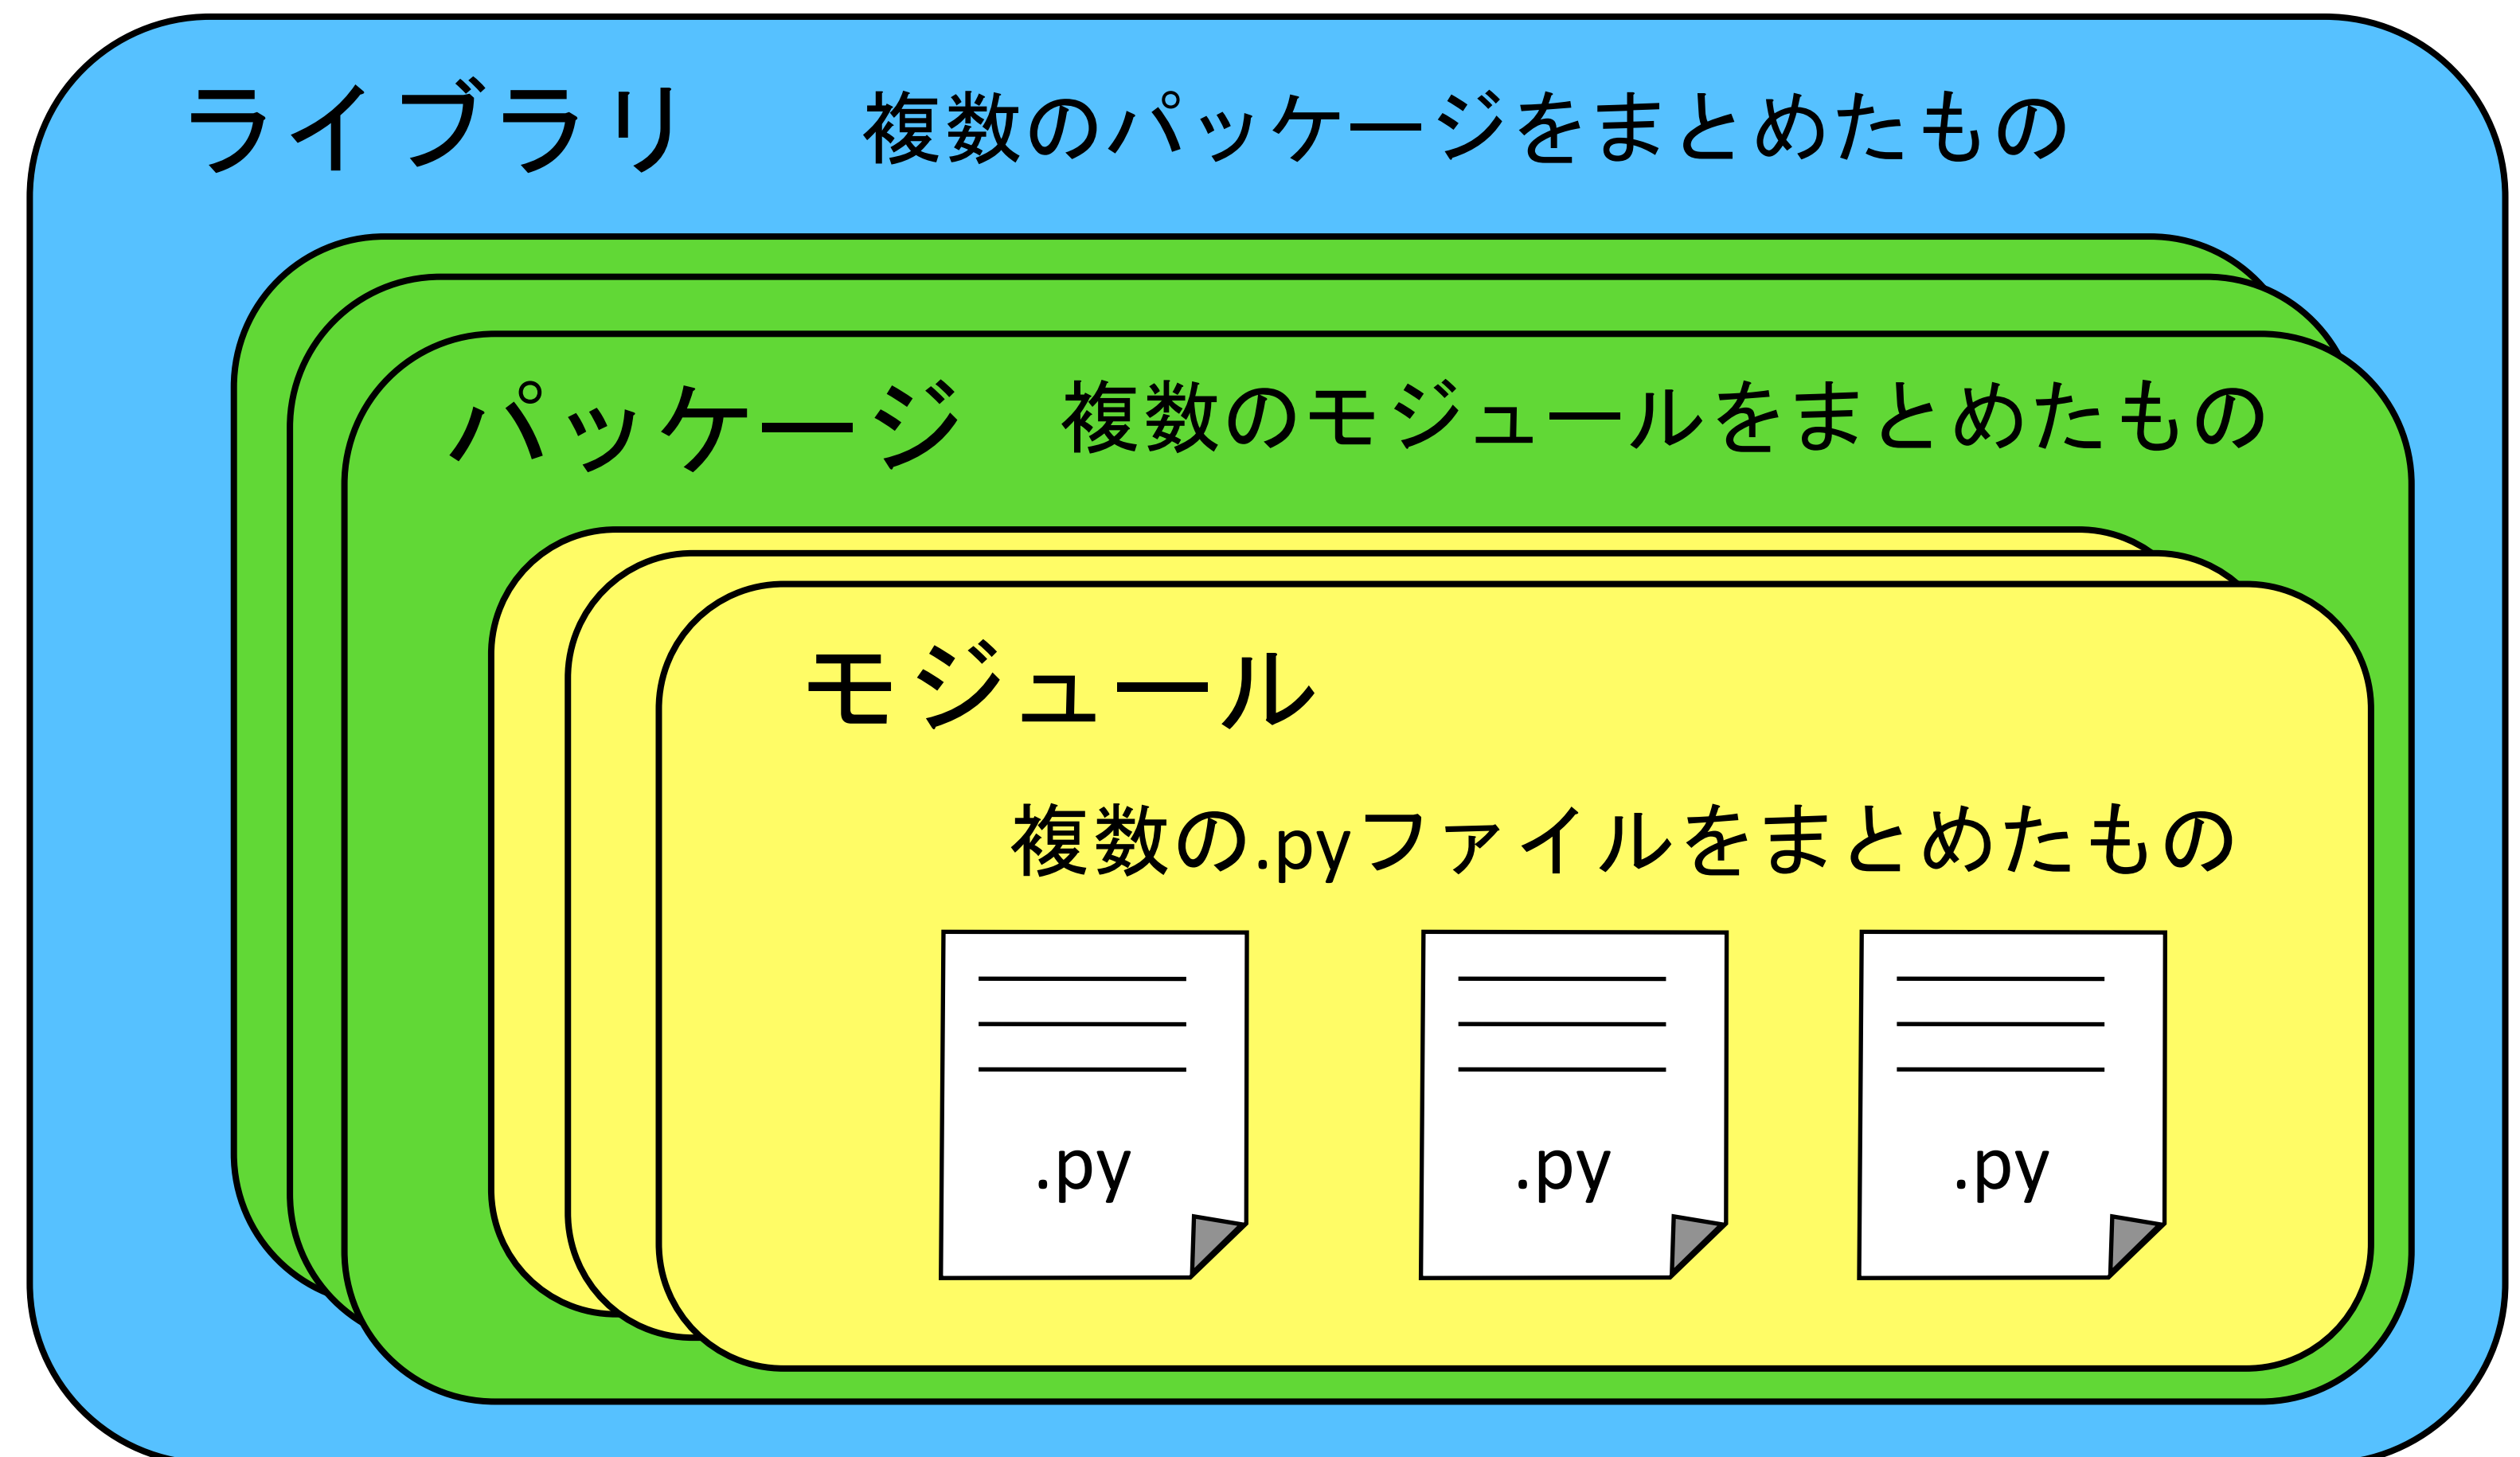 ライブラリ 複数のパッケージをまとめたもの
パッケージ 複数のモジュールをまとめたもの
モジュール
複数の.pyファイルをまとめたもの
.py .py .py